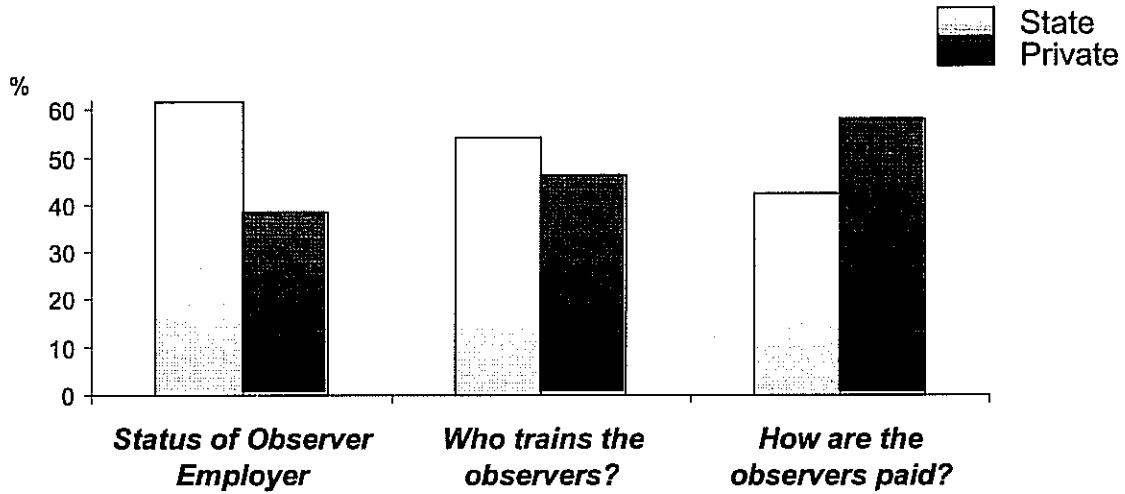 State
Private
%
60
50
40
30
20
10
0
Status of Observer
Employer
Who trains the
observers?
How are the
observers paid?